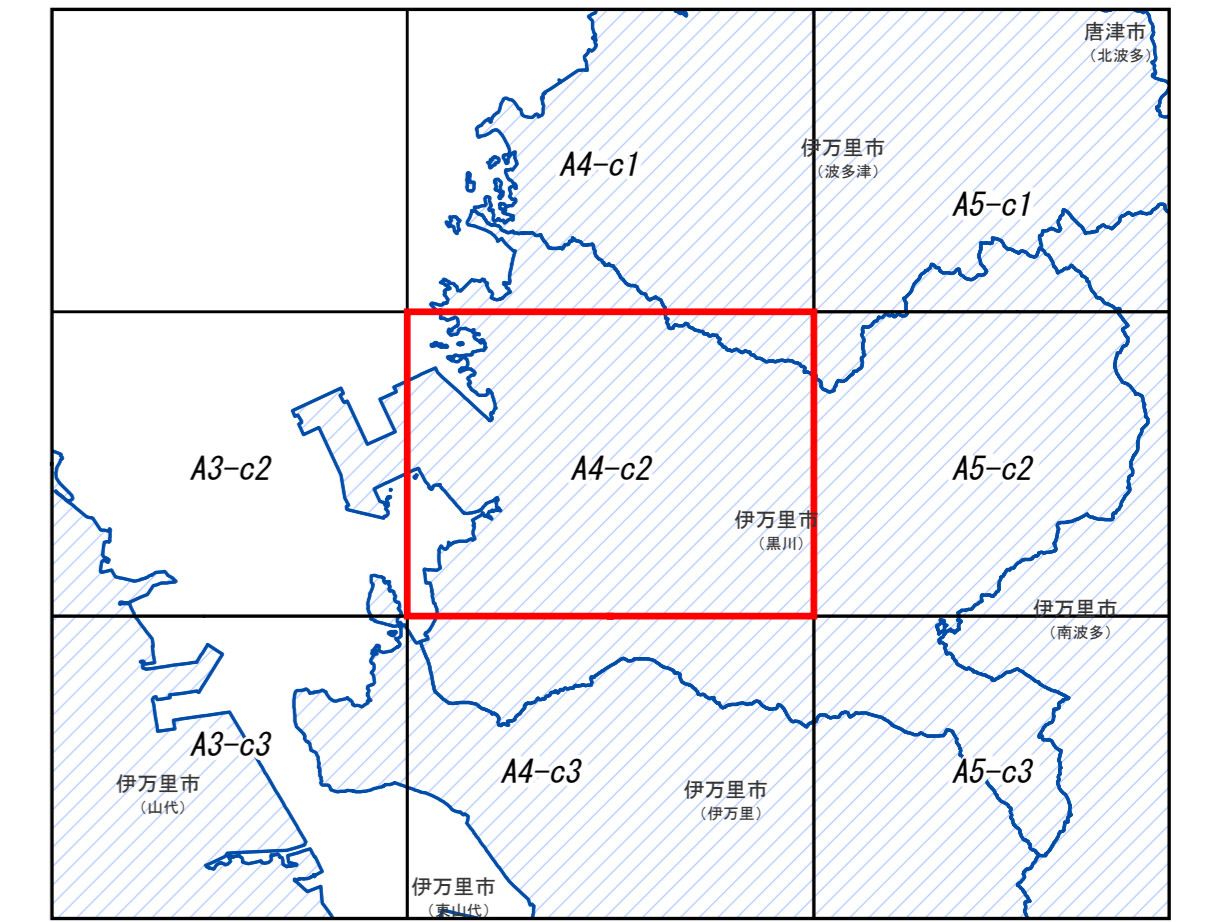 唐津市
（北波多）
A4-c1
伊万里市
（波多津）
A5-c1
A3-c2
A4-c2
A5-c2
伊万里市
（黒川）
伊万里市
（南波多）
A3-c3
A4-c3
A5-c3
伊万里市
（山代）
伊万里市
（伊万里）
伊万里市
（東山代）